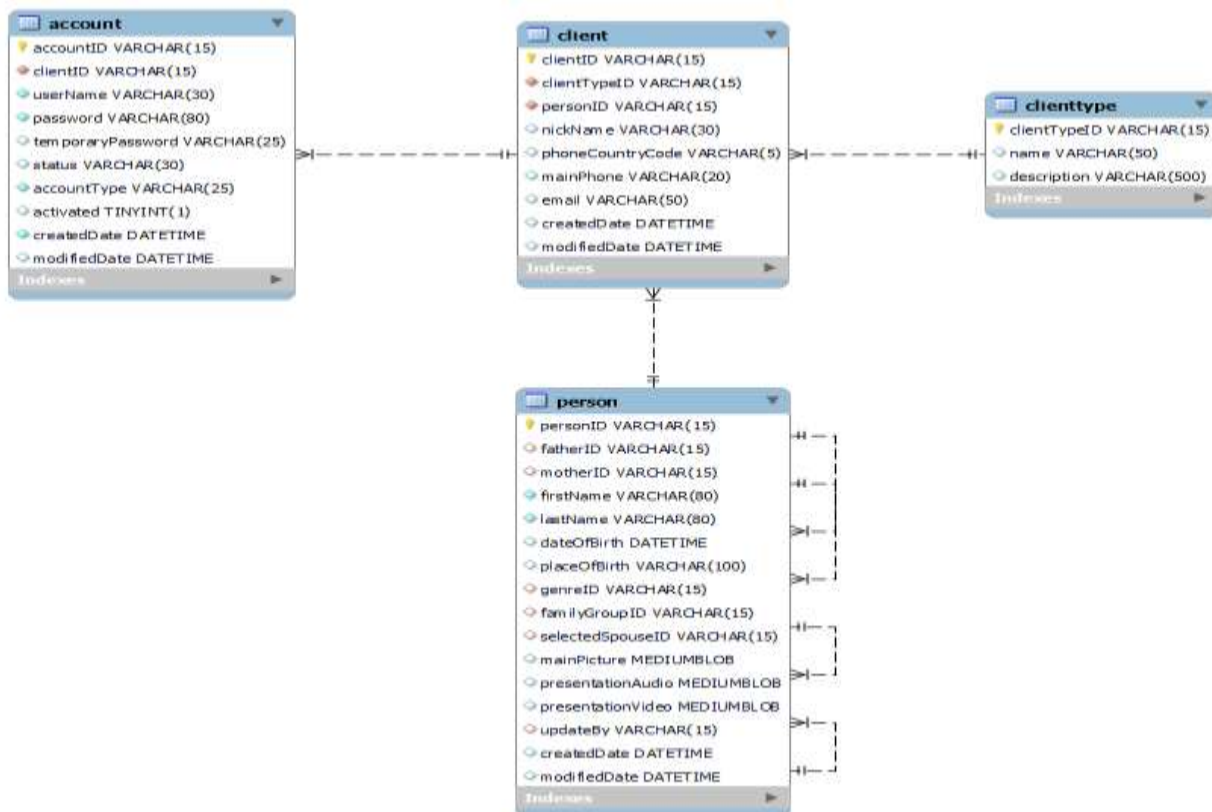 account
accountID VARCHAR(15)
clientID VARCHAR(15)
userName VARCHAR(30)
password VARCHAR(80)
temporaryPassword VARCHAR(25)
status VARCHAR(30)
accountType VARCHAR(25)
activated TINYINT(1)
createdDate DATETIME
modifiedDate DATETIME
Indexes
client
clientID VARCHAR(15)
clientTypeID VARCHAR(15)
personID VARCHAR(15)
nickName VARCHAR(30)
phoneCountryCode VARCHAR(5)
mainPhone VARCHAR(20)
email VARCHAR(50)
createdDate DATETIME
modifiedDate DATETIME
Indexes
clienttype
clientTypeID VARCHAR(15)
name VARCHAR(50)
description VARCHAR(500)
Indexes
person
personID VARCHAR(15)
fatherID VARCHAR(15)
motherID VARCHAR(15)
firstName VARCHAR(80)
lastName VARCHAR(80)
dateOfBirth DATETIME
placeOfBirth VARCHAR(100)
genreID VARCHAR(15)
familyGroupID VARCHAR(15)
selectedSpouseID VARCHAR(15)
mainPicture MEDIUMBLOB
presentationAudio MEDIUMBLOB
presentationVideo MEDIUMBLOB
updateBy VARCHAR(15)
createdDate DATETIME
modifiedDate DATETIME
Indexes